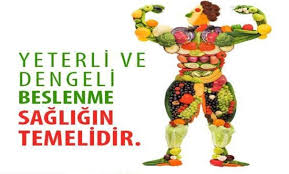 YETERLİ VE
DENGELİ
BESLENME
SAĞLIĞIN
TEMELİDİR.